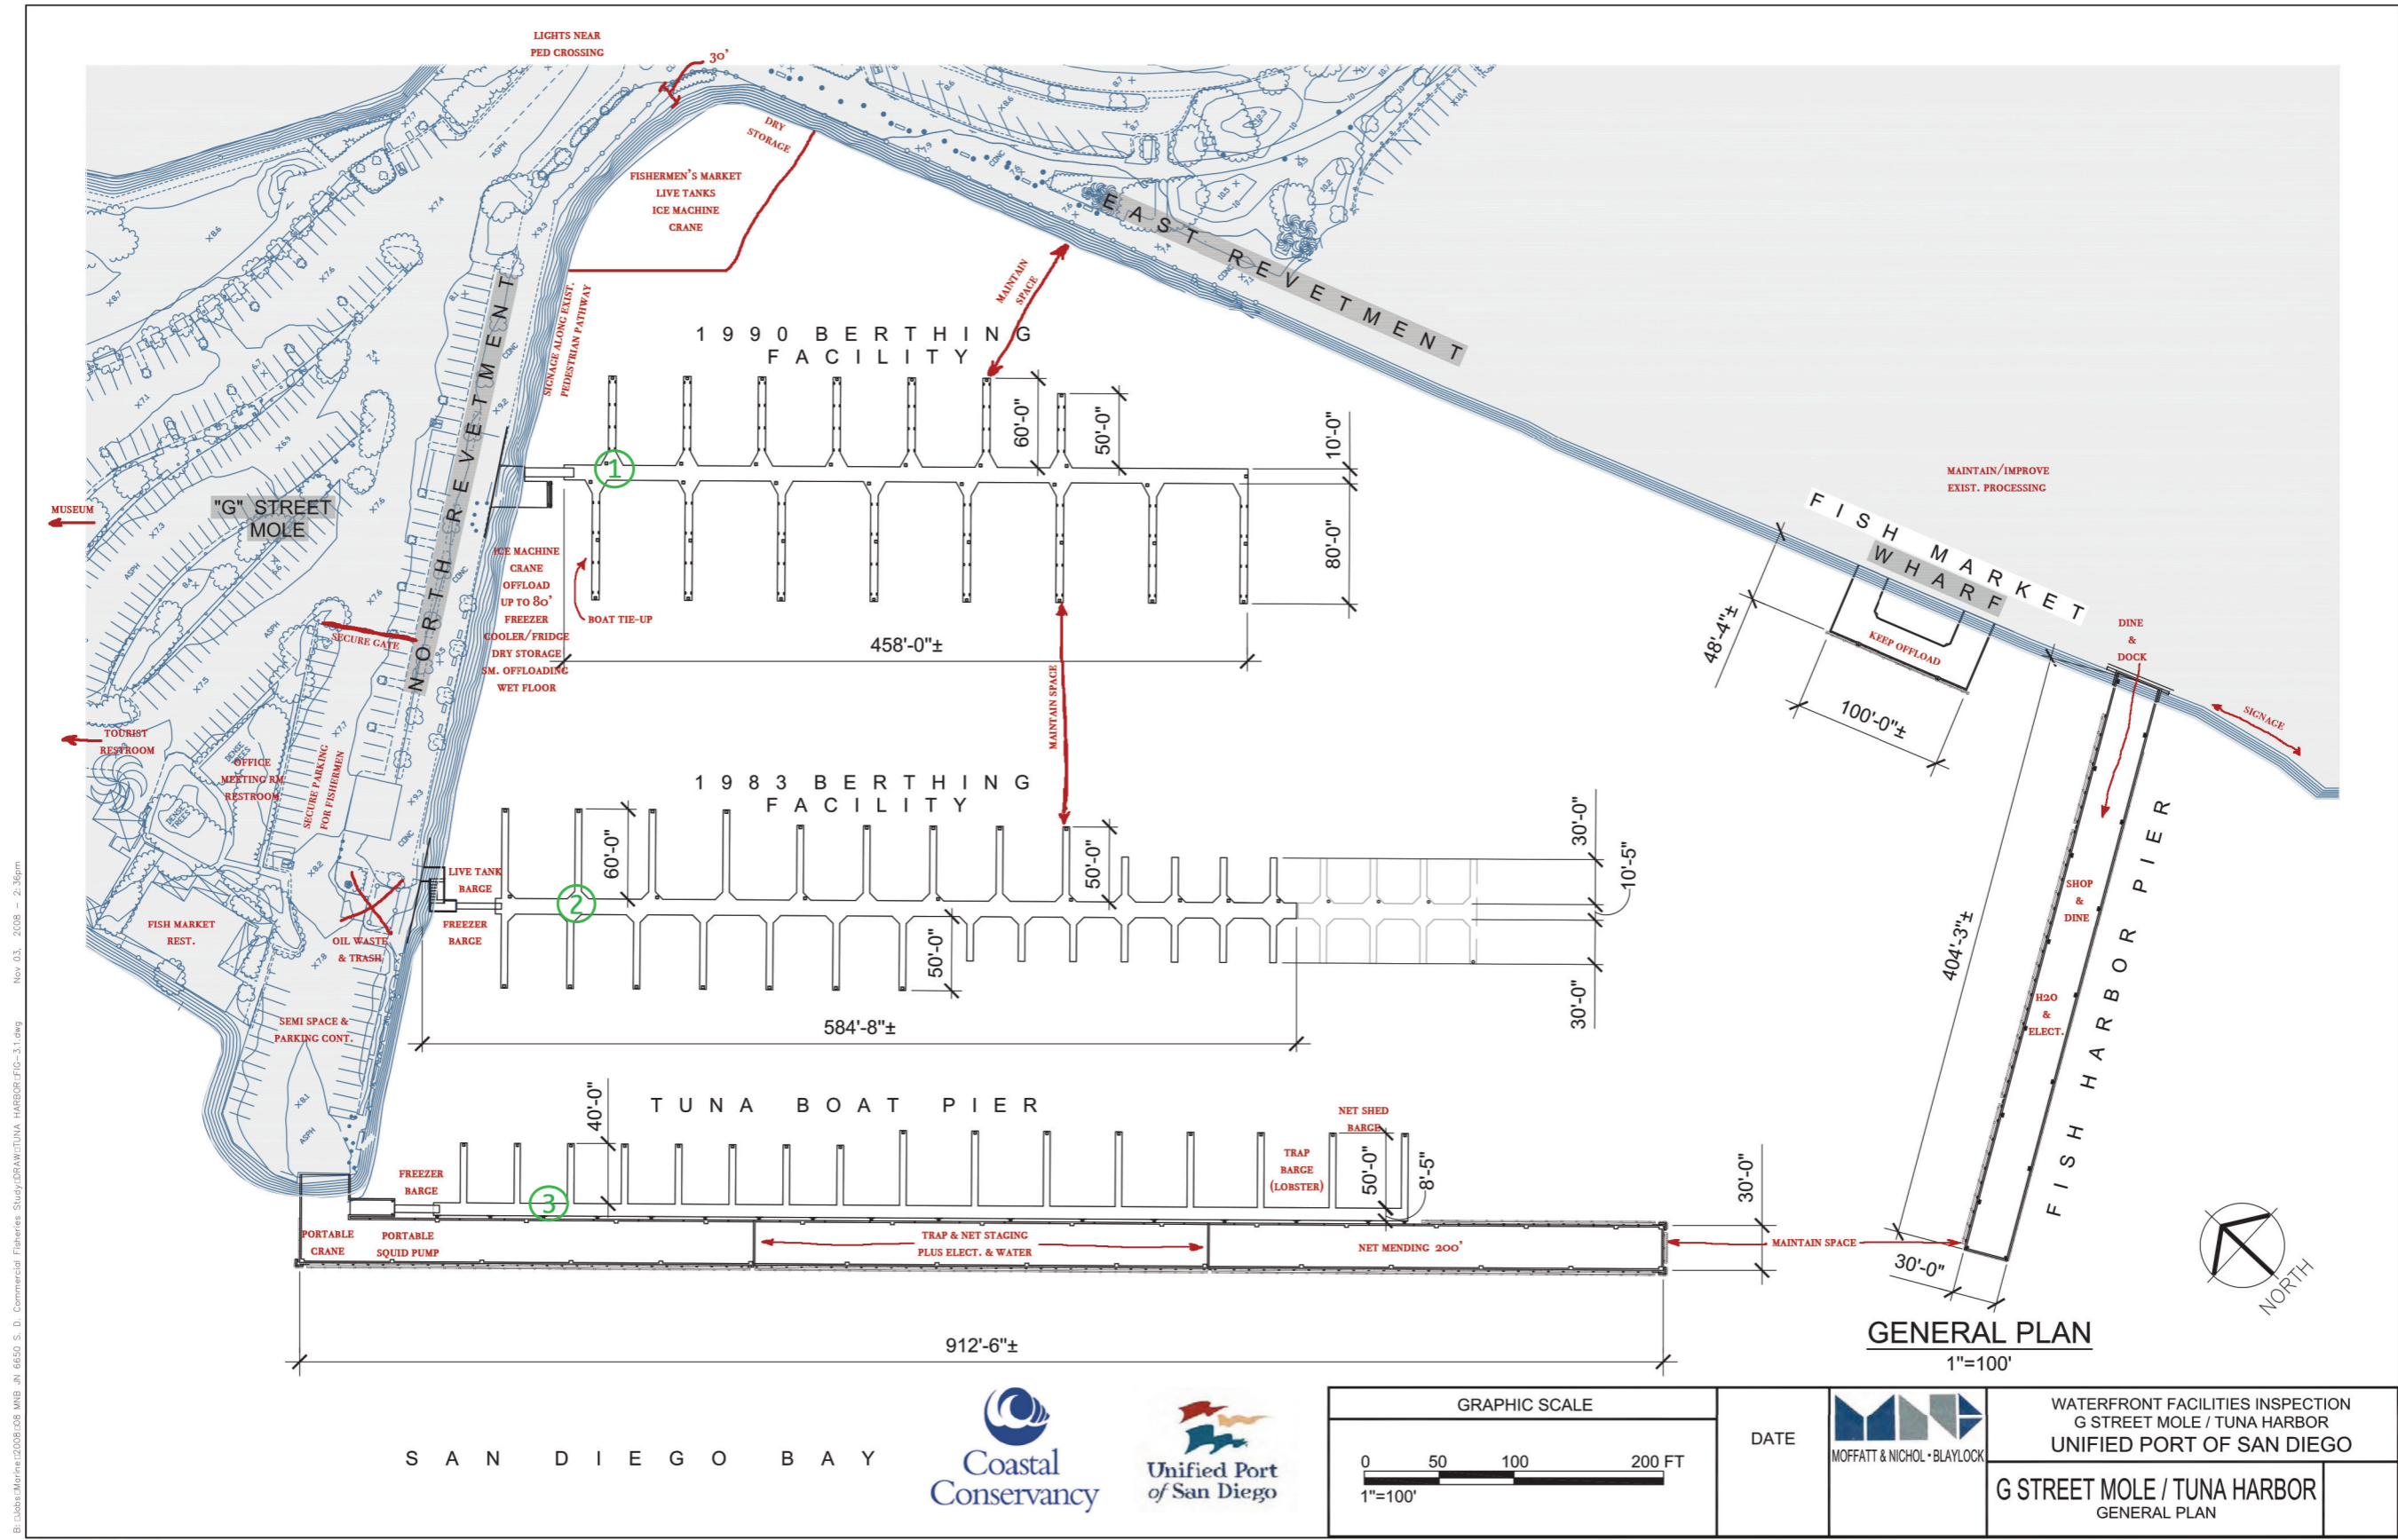 LIGHTS NEAR
PED CROSSING
30'
DRY
STORAGE
FISHERMEN'S MARKET
LIVE TANKS
ICE MACHINE
CRANE
EAST REVETMENT
MAINTAIN
SPACE
SIGNAGE ALONG EXIST.
PEDESTRIAN PATHWAY
1990 BERTHING
FACILITY
60'-0"
50'-0"
10'-0"
80'-0"
458'-0"±
NORTH REVETMENT
"G" STREET
MOLE
MUSEUM
ICE MACHINE
CRANE
OFFLOAD
UP TO 80'
FREEZER
COOLER/FRIDGE
DRY STORAGE
SM. OFFLOADING
WET FLOOR
BOAT TIE-UP
1
SECURE GATE
MAINTAIN SPACE
MAINTAIN/IMPROVE
EXIST. PROCESSING
FISH MARKET
WHARF
KEEP OFFLOAD
48'-4"±
100'-0"±
DINE
&
DOCK
SIGNAGE
TOURIST
RESTROOM
OFFICE
MEETING RM
RESTROOM
SECURE PARKING
FOR FISHERMEN
DENSE
TREES
DENSE
TREES
1983 BERTHING
FACILITY
60'-0"
50'-0"
50'-0"
30'-0"
10'-5"
30'-0"
584'-8"±
LIVE TANK
BARGE
2
FREEZER
BARGE
FISH MARKET
REST.
OIL WASTE
& TRASH
SEMI SPACE &
PARKING CONT.
SHOP
&
DINE
H2O
&
ELECT.
404'-3"±
FISH HARBOR PIER
30'-0"
TUNA BOAT PIER
40'-0"
NET SHED
BARGE
TRAP
BARGE
(LOBSTER)
50'-0"
8'-5"
30'-0"
FREEZER
BARGE
3
PORTABLE
CRANE
PORTABLE
SQUID PUMP
TRAP & NET STAGING
PLUS ELECT. & WATER
NET MENDING 200'
MAINTAIN SPACE
912'-6"±
NORTH
GENERAL PLAN
1"=100'
SAN DIEGO BAY
Coastal
Conservancy
Unified Port
of San Diego
GRAPHIC SCALE
0 50 100 200 FT
1"=100'
DATE
MOFFATT & NICHOL • BLAYLOCK
WATERFRONT FACILITIES INSPECTION
G STREET MOLE / TUNA HARBOR
UNIFIED PORT OF SAN DIEGO
G STREET MOLE / TUNA HARBOR
GENERAL PLAN